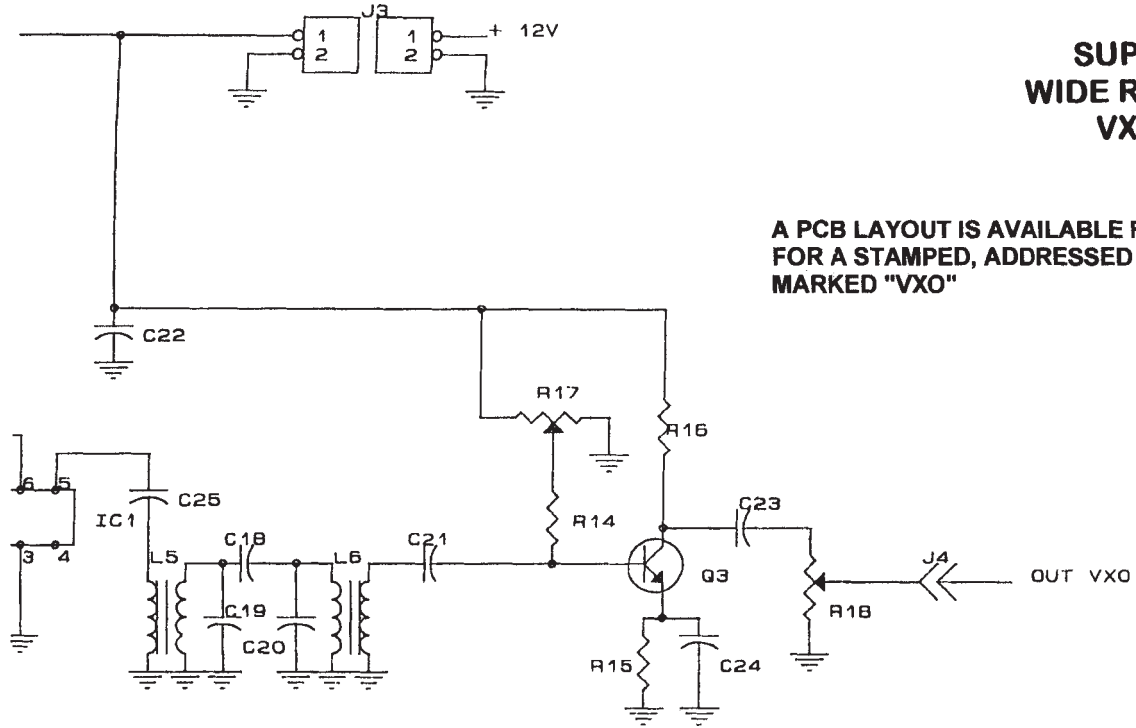 J3
1
2
1
2
+ 12V
SUP
WIDE R
VX
A PCB LAYOUT IS AVAILABLE F
FOR A STAMPED, ADDRESSED
MARKED "VXO"
C22
R17
R16
6
5
C25
IC1
3
4
R14
C23
L5
C18
L6
C21
Q3
J4
OUT VXO
C19
C20
R18
R15
C24